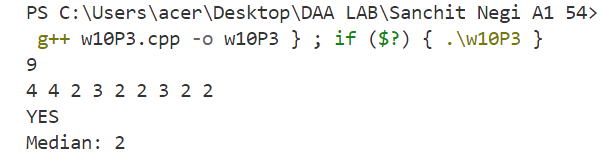 PS C:\Users\acer\Desktop\DAA LAB\Sanchit Negi A1 54>
g++ w10P3.cpp -o w10P3 } ; if ($?) { .\w10P3 }
9
4 4 2 3 2 2 3 2 2
YES
Median: 2